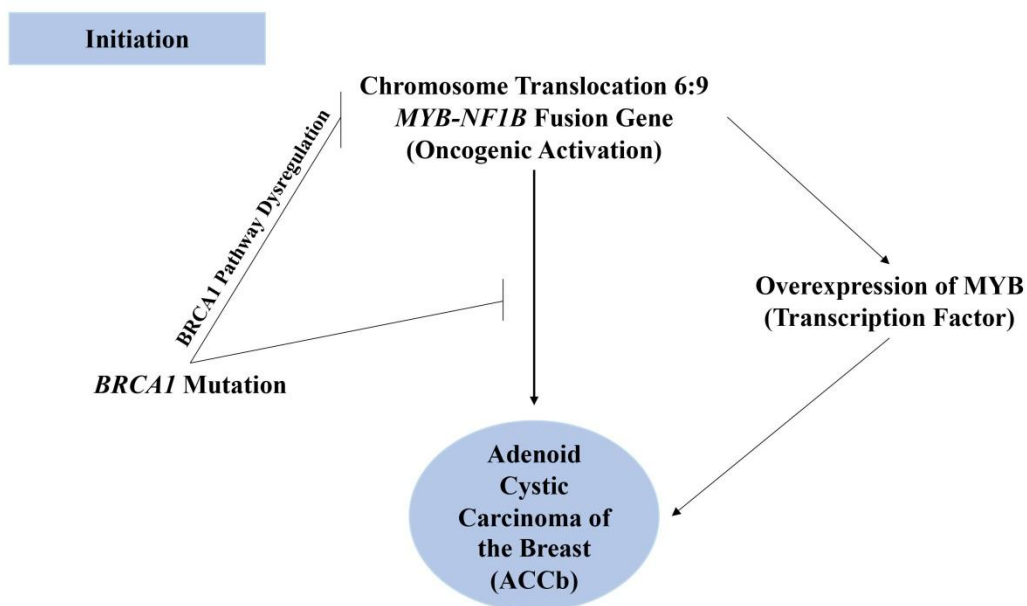 Initiation
Chromosome Translocation 6:9
MYB-NF1B Fusion Gene
(Oncogenic Activation)
BRCA1 Pathway Dysregulation
Overexpression of MYB
(Transcription Factor)
BRCA1 Mutation
Adenoid
Cystic
Carcinoma of
the Breast
(ACCb)